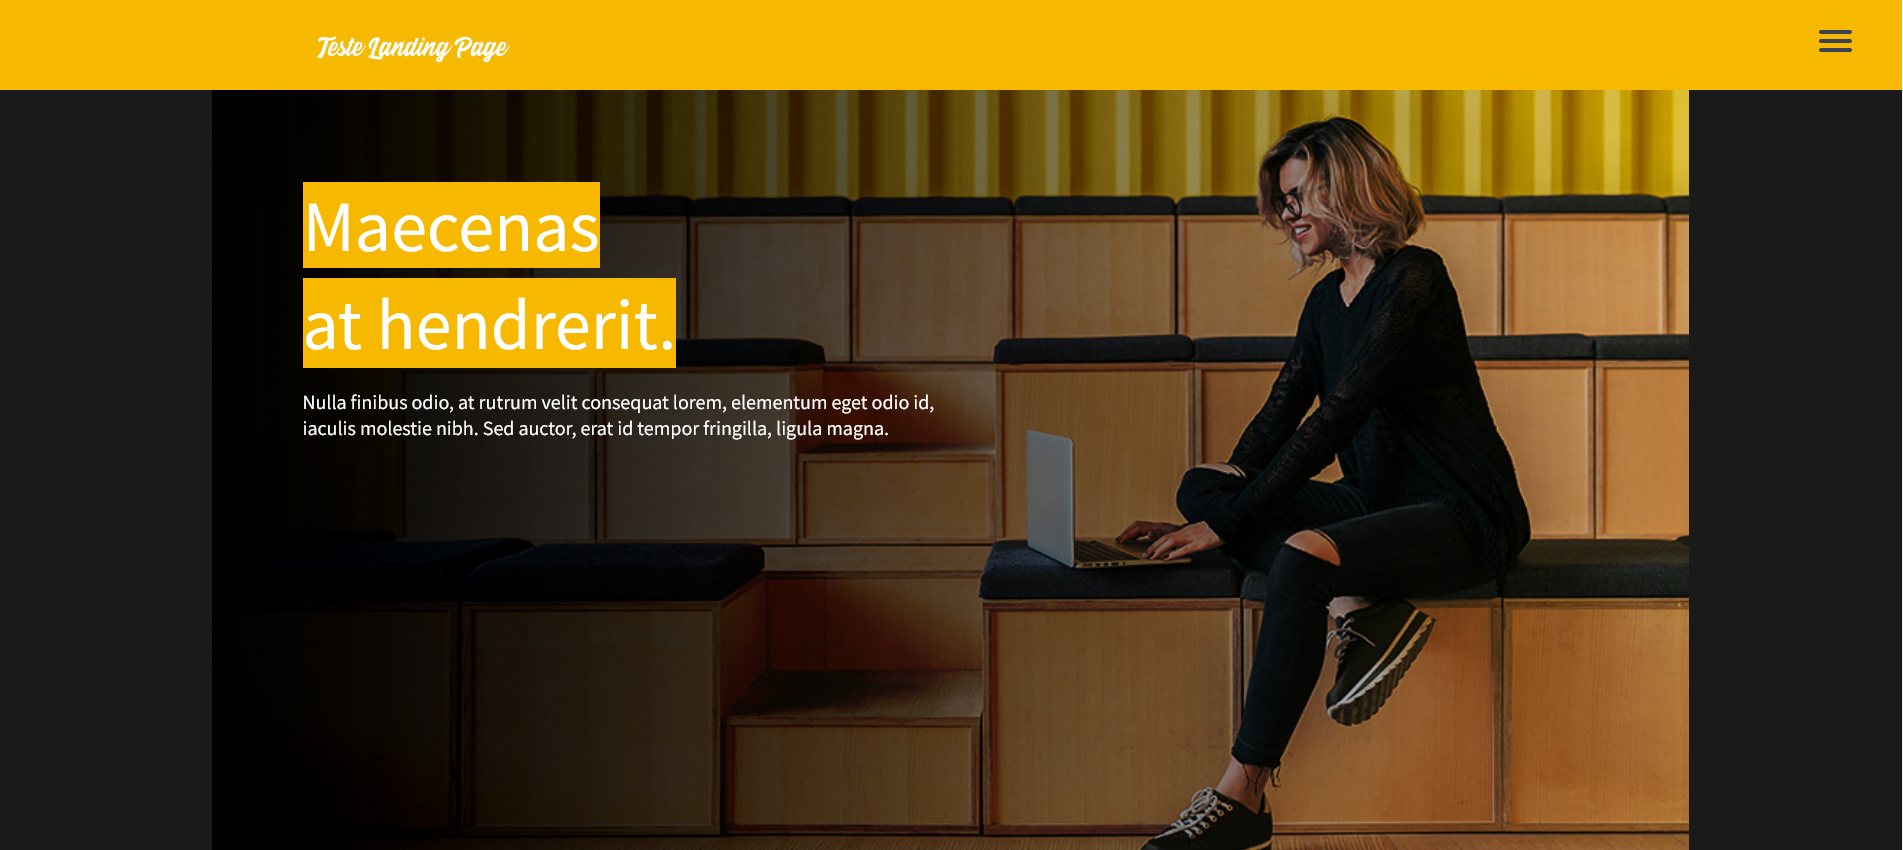 Teste Landing Page
Maecenas
at hendrerit.
Nulla finibus odio, at rutrum velit consequat lorem, elementum eget odio id,
iaculis molestie nibh. Sed auctor, erat id tempor fringilla, ligula magna.